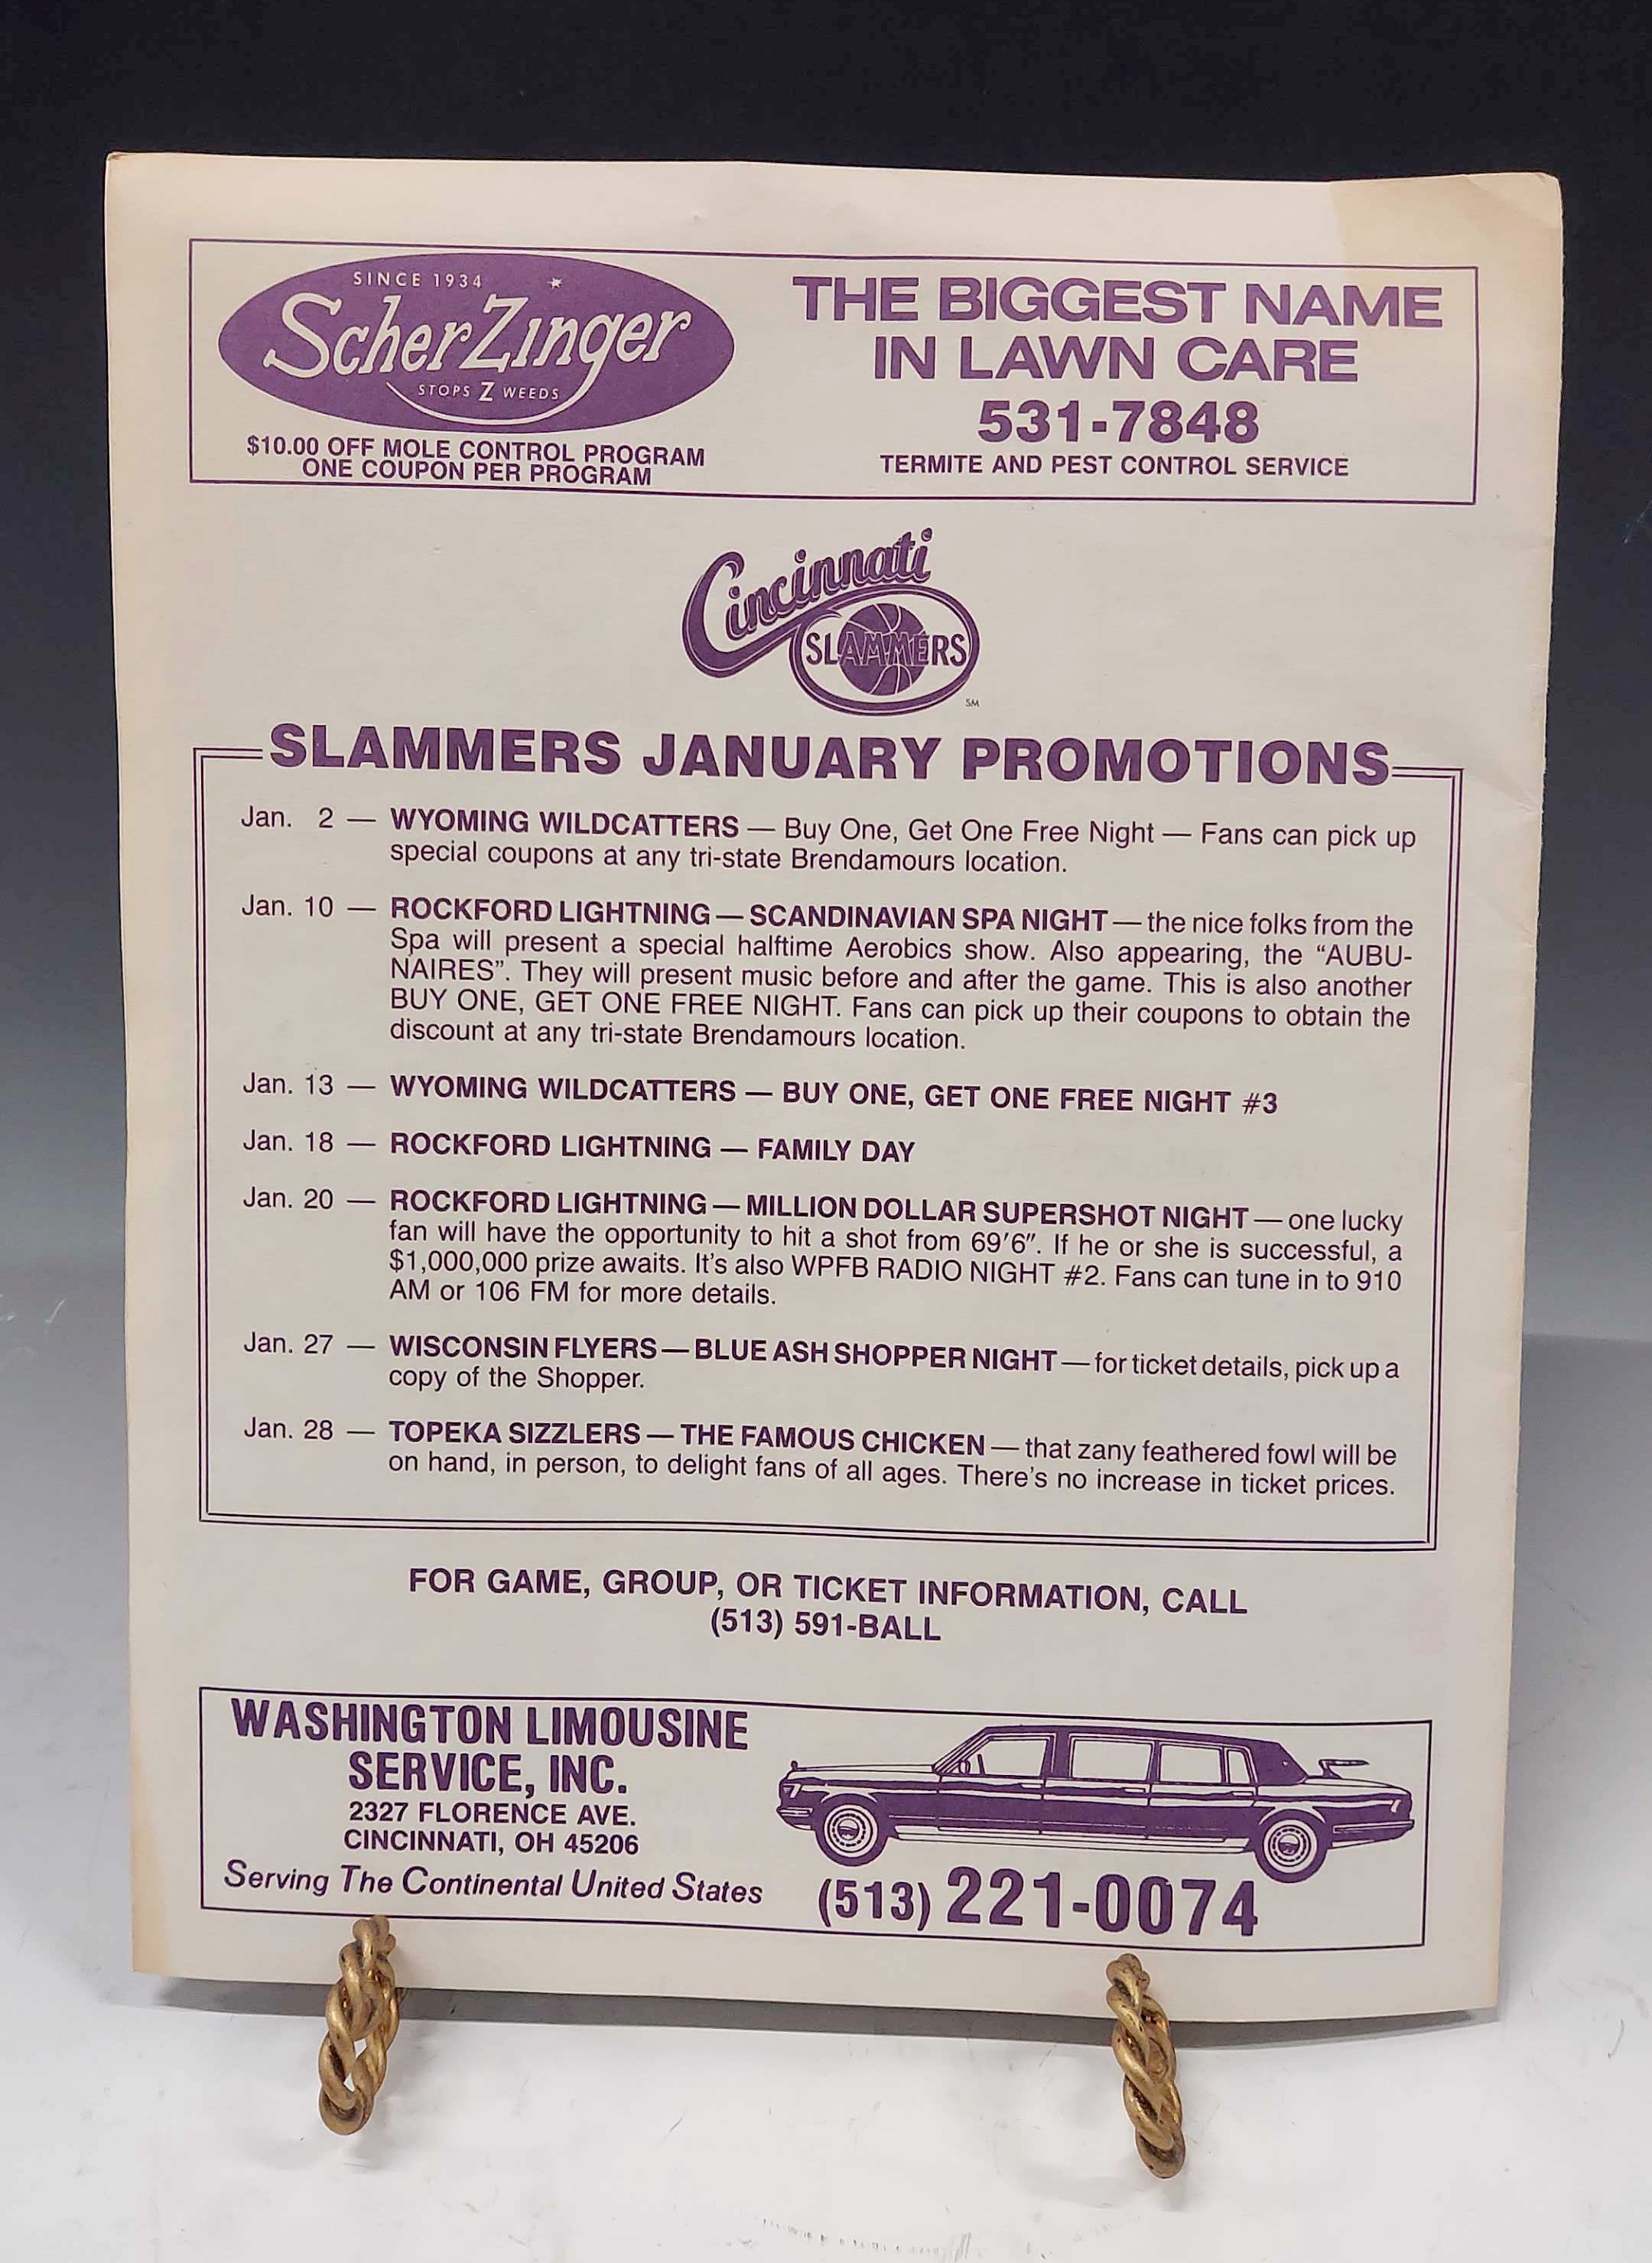 SINCE 1934
ScherZinger
STOPS Z WEEDS
$10.00 OFF MOLE CONTROL PROGRAM
ONE COUPON PER PROGRAM
THE BIGGEST NAME
IN LAWN CARE
531-7848
TERMITE AND PEST CONTROL SERVICE
Cincinnati
SLAMMERS
SM
SLAMMERS JANUARY PROMOTIONS
Jan. 2 — WYOMING WILDCATTERS — Buy One, Get One Free Night — Fans can pick up
special coupons at any tri-state Brendamours location.
Jan. 10 — ROCKFORD LIGHTNING — SCANDINAVIAN SPA NIGHT — the nice folks from the
Spa will present a special halftime Aerobics show. Also appearing, the “AUBU-
NAIRES”. They will present music before and after the game. This is also another
BUY ONE, GET ONE FREE NIGHT. Fans can pick up their coupons to obtain the
discount at any tri-state Brendamours location.
Jan. 13 — WYOMING WILDCATTERS — BUY ONE, GET ONE FREE NIGHT #3
Jan. 18 — ROCKFORD LIGHTNING — FAMILY DAY
Jan. 20 — ROCKFORD LIGHTNING — MILLION DOLLAR SUPERSHOT NIGHT — one lucky
fan will have the opportunity to hit a shot from 69′6″. If he or she is successful, a
$1,000,000 prize awaits. It’s also WPFB RADIO NIGHT #2. Fans can tune in to 910
AM or 106 FM for more details.
Jan. 27 — WISCONSIN FLYERS — BLUE ASH SHOPPER NIGHT — for ticket details, pick up a
copy of the Shopper.
Jan. 28 — TOPEKA SIZZLERS — THE FAMOUS CHICKEN — that zany feathered fowl will be
on hand, in person, to delight fans of all ages. There’s no increase in ticket prices.
FOR GAME, GROUP, OR TICKET INFORMATION, CALL
(513) 591-BALL
WASHINGTON LIMOUSINE
SERVICE, INC.
2327 FLORENCE AVE.
CINCINNATI, OH 45206
Serving The Continental United States
(513) 221-0074